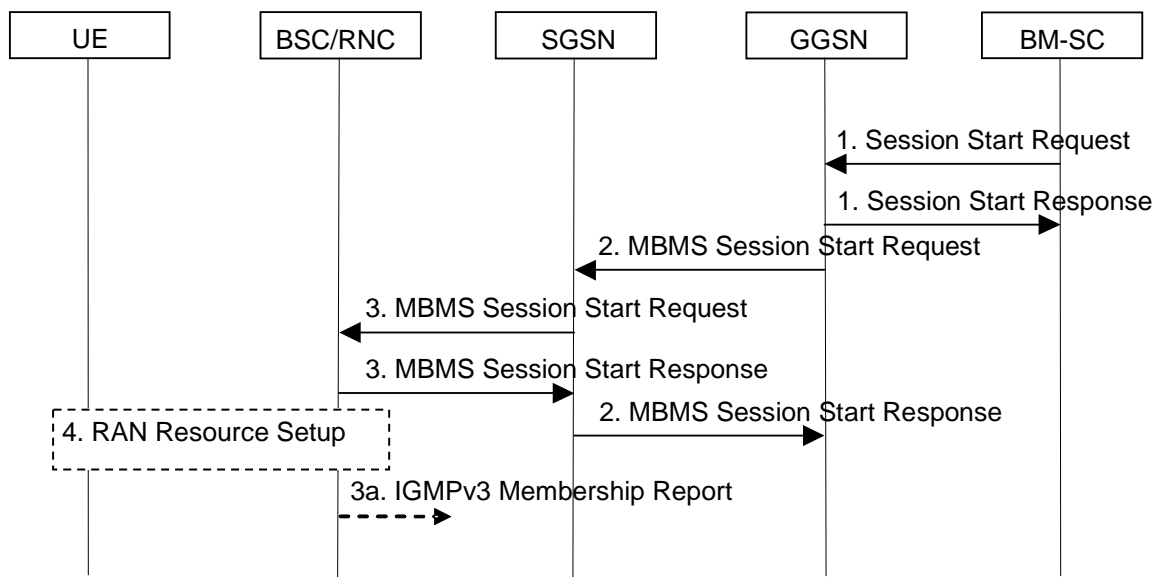 UE
BSC/RNC
SGSN
GGSN
BM-SC
1. Session Start Request
1. Session Start Response
2. MBMS Session Start Request
3. MBMS Session Start Request
3. MBMS Session Start Response
2. MBMS Session Start Response
4. RAN Resource Setup
3a. IGMPv3 Membership Report